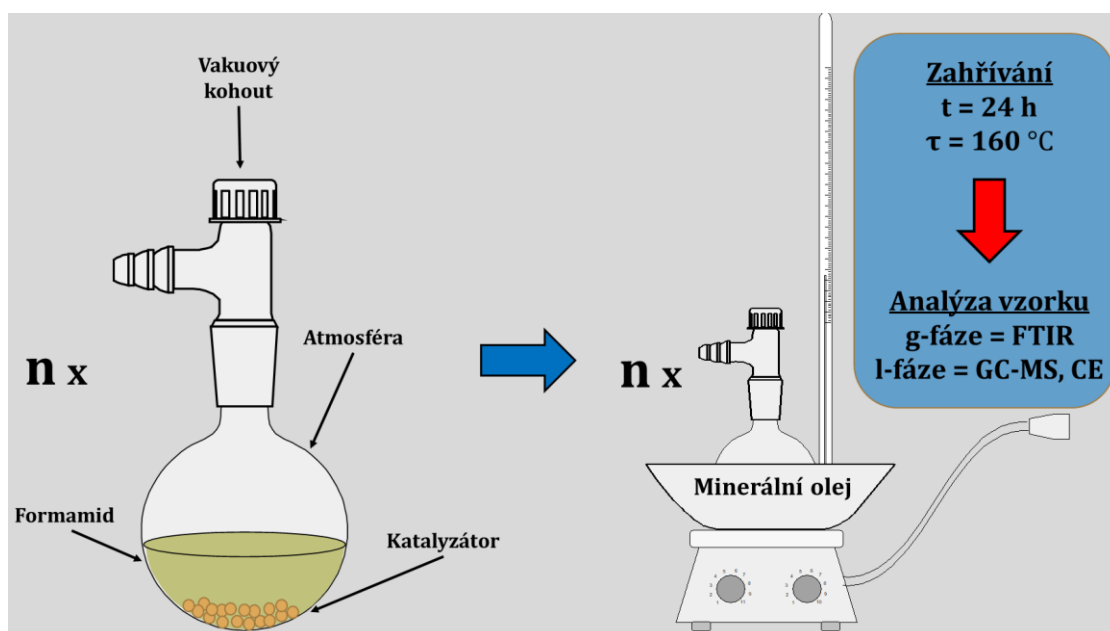 Vakuový
kohout
Atmosféra
n x
Formamid
Katalyzátor
n x
Minerální olej
Zahřívání
t = 24 h
τ = 160 °C
Analýza vzorku
g-fáze = FTIR
l-fáze = GC-MS, CE